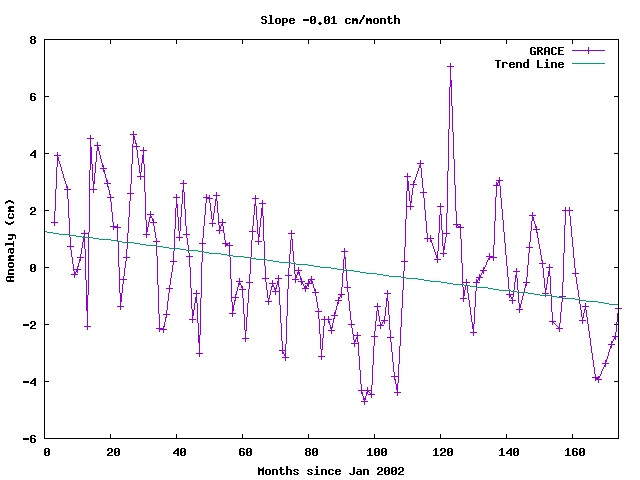 Slope -0.01 cm/month
GRACE
Trend Line
8
6
4
2
0
-2
-4
-6
Anomaly (cm)
0 20 40 60 80 100 120 140 160
Months since Jan 2002